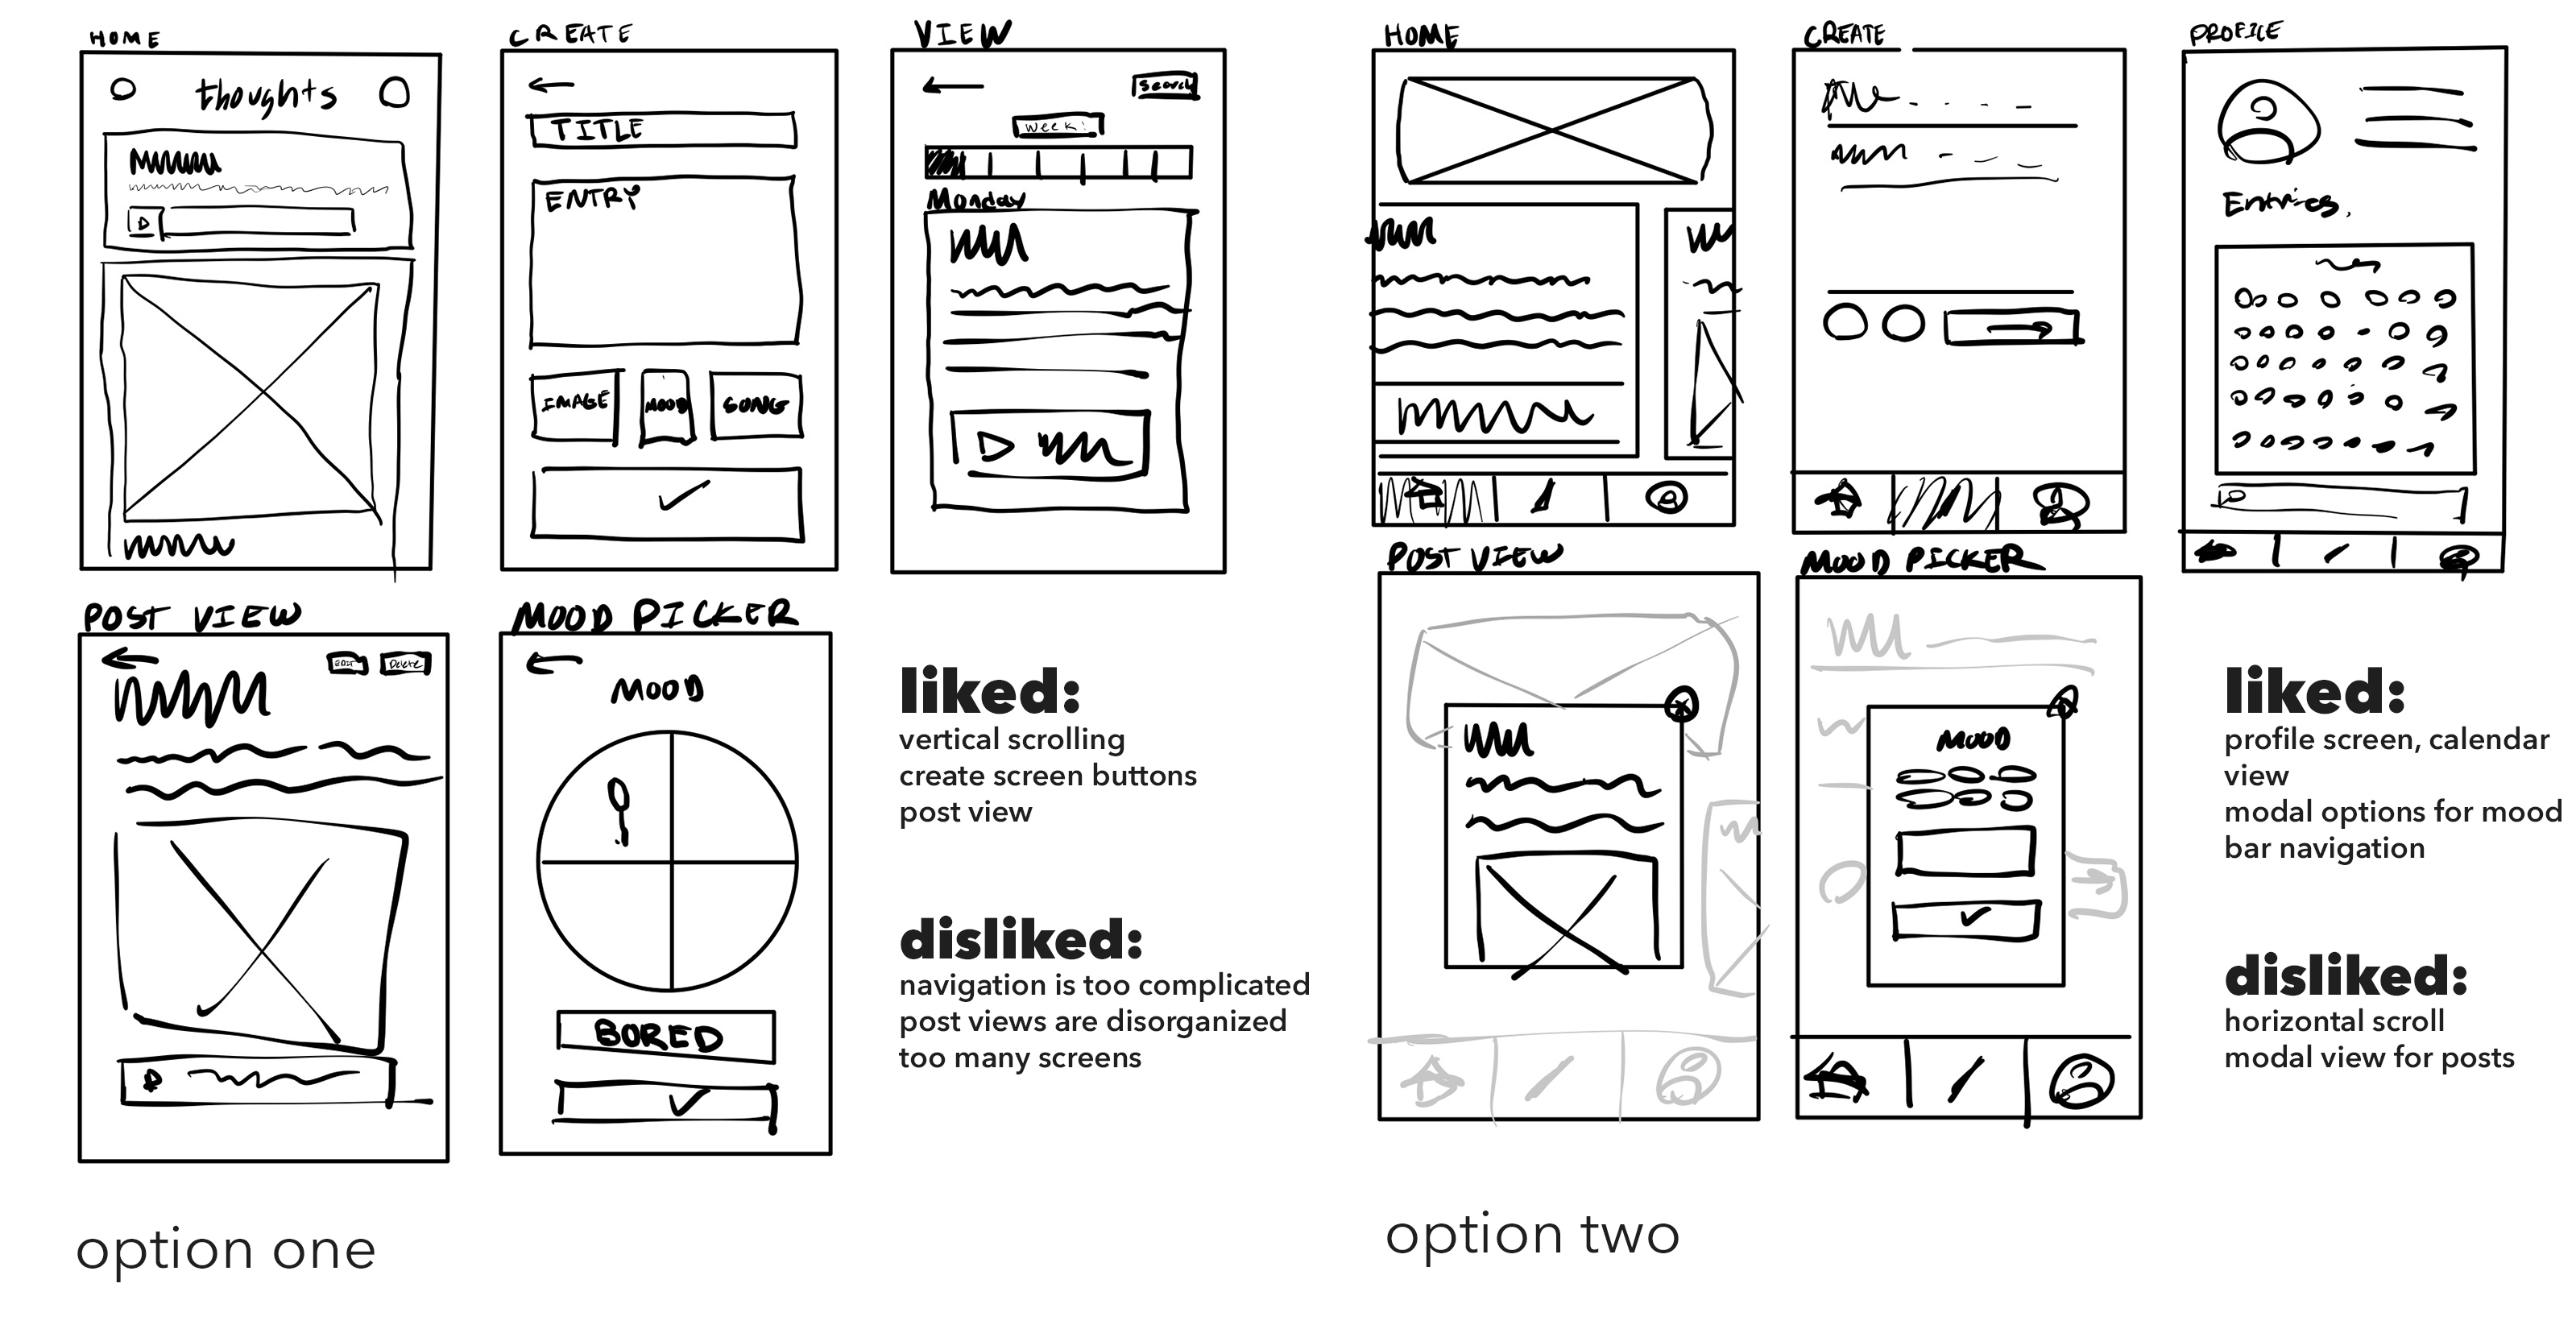 HOME
thoughts
CREATE
TITLE
ENTRY
IMAGE
MOOD
SONG
VIEW
Search
week:
Monday
POST VIEW
EDIT
Delete
MOOD PICKER
MOOD
BORED
liked:
vertical scrolling
create screen buttons
post view
disliked:
navigation is too complicated
post views are disorganized
too many screens
option one
HOME
CREATE
PROFILE
Entries.
POST VIEW
MOOD PICKER
MOOD
liked:
profile screen, calendar
view
modal options for mood
bar navigation
disliked:
horizontal scroll
modal view for posts
option two